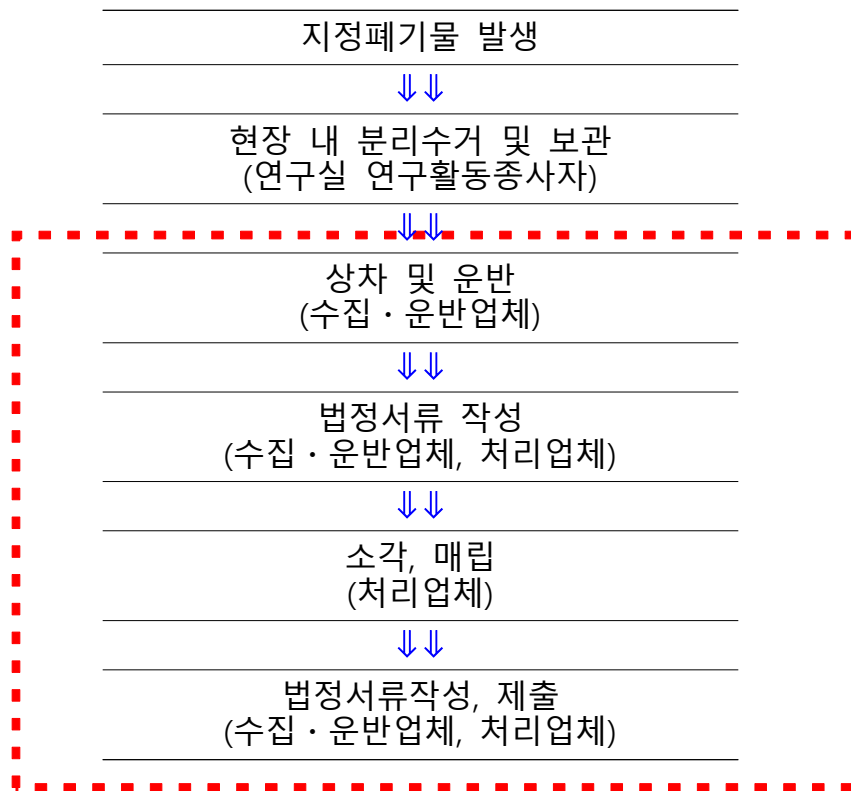 지정폐기물 발생
⇓⇓
현장 내 분리수거 및 보관
(연구실 연구활동종사자)
⇓⇓
상차 및 운반
(수집・운반업체)
⇓⇓
법정서류 작성
(수집・운반업체, 처리업체)
⇓⇓
소각, 매립
(처리업체)
⇓⇓
법정서류작성, 제출
(수집・운반업체, 처리업체)